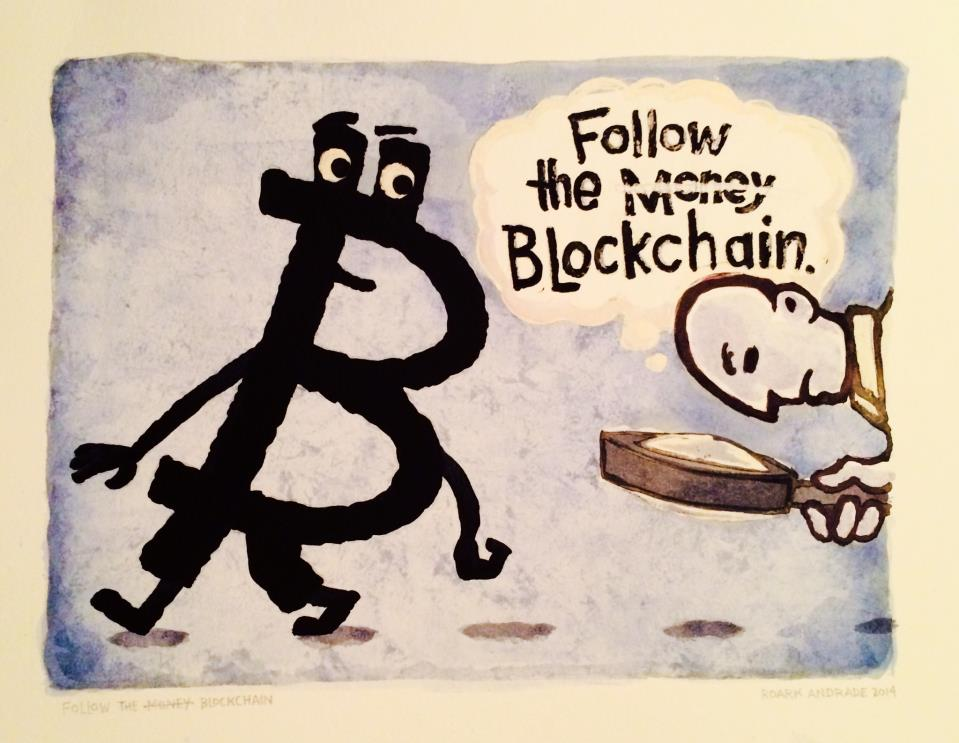 Follow
the Money
Blockchain.
FOLLOW THE MONEY BLOCKCHAIN
ROARK ANDRADE 2014